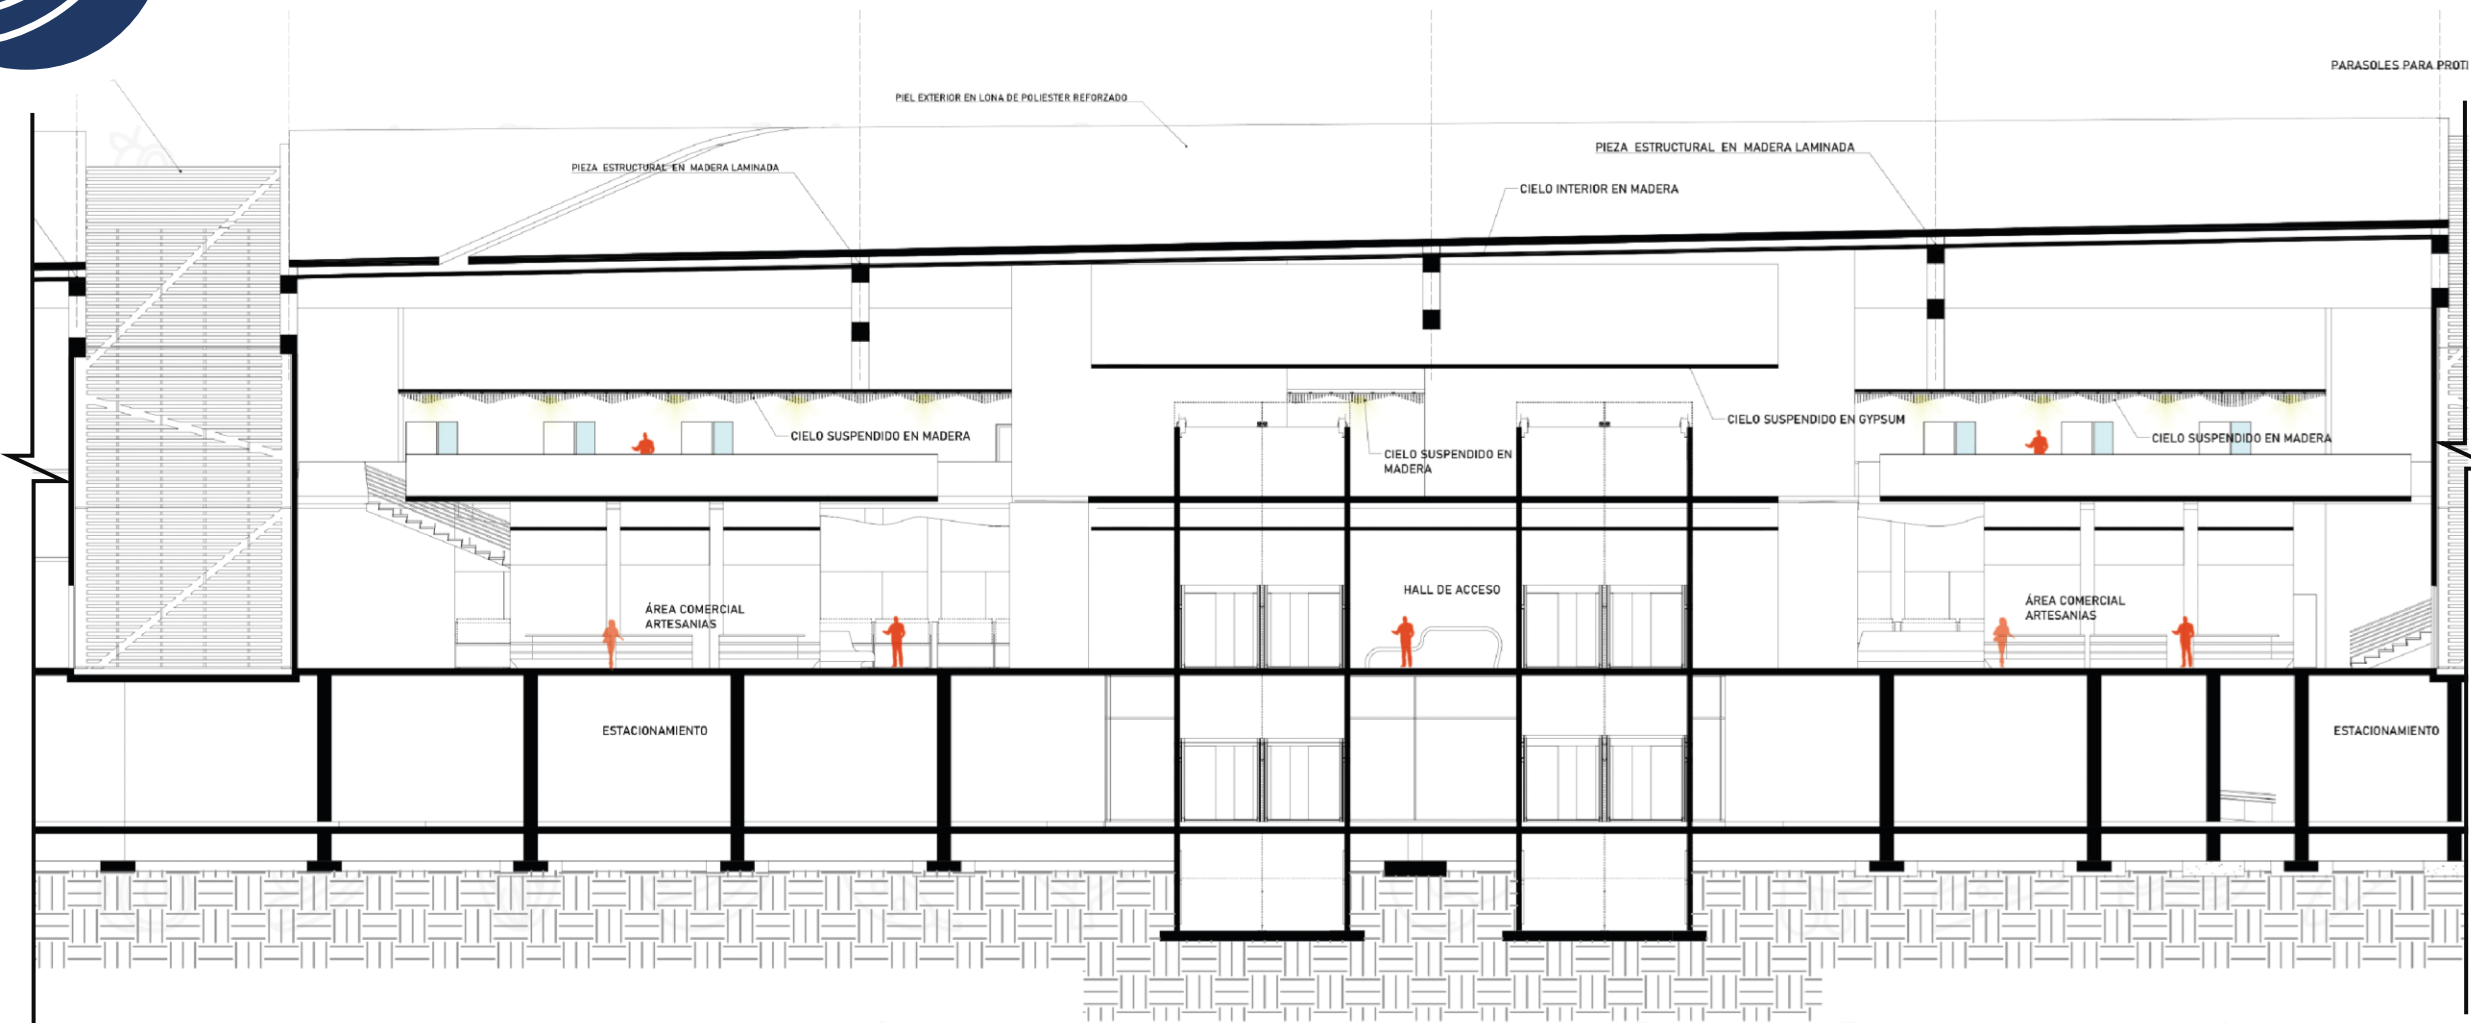 PARASOLES PARA PROTE
PIEL EXTERIOR EN LONA DE POLIESTER REFORZADO
PIEZA ESTRUCTURAL EN MADERA LAMINADA
PIEZA ESTRUCTURAL EN MADERA LAMINADA
CIELO INTERIOR EN MADERA
CIELO SUSPENDIDO EN MADERA
CIELO SUSPENDIDO EN
MADERA
CIELO SUSPENDIDO EN GYPSUM
CIELO SUSPENDIDO EN MADERA
ÁREA COMERCIAL
ARTESANIAS
HALL DE ACCESO
ÁREA COMERCIAL
ARTESANIAS
ESTACIONAMIENTO
ESTACIONAMIENTO